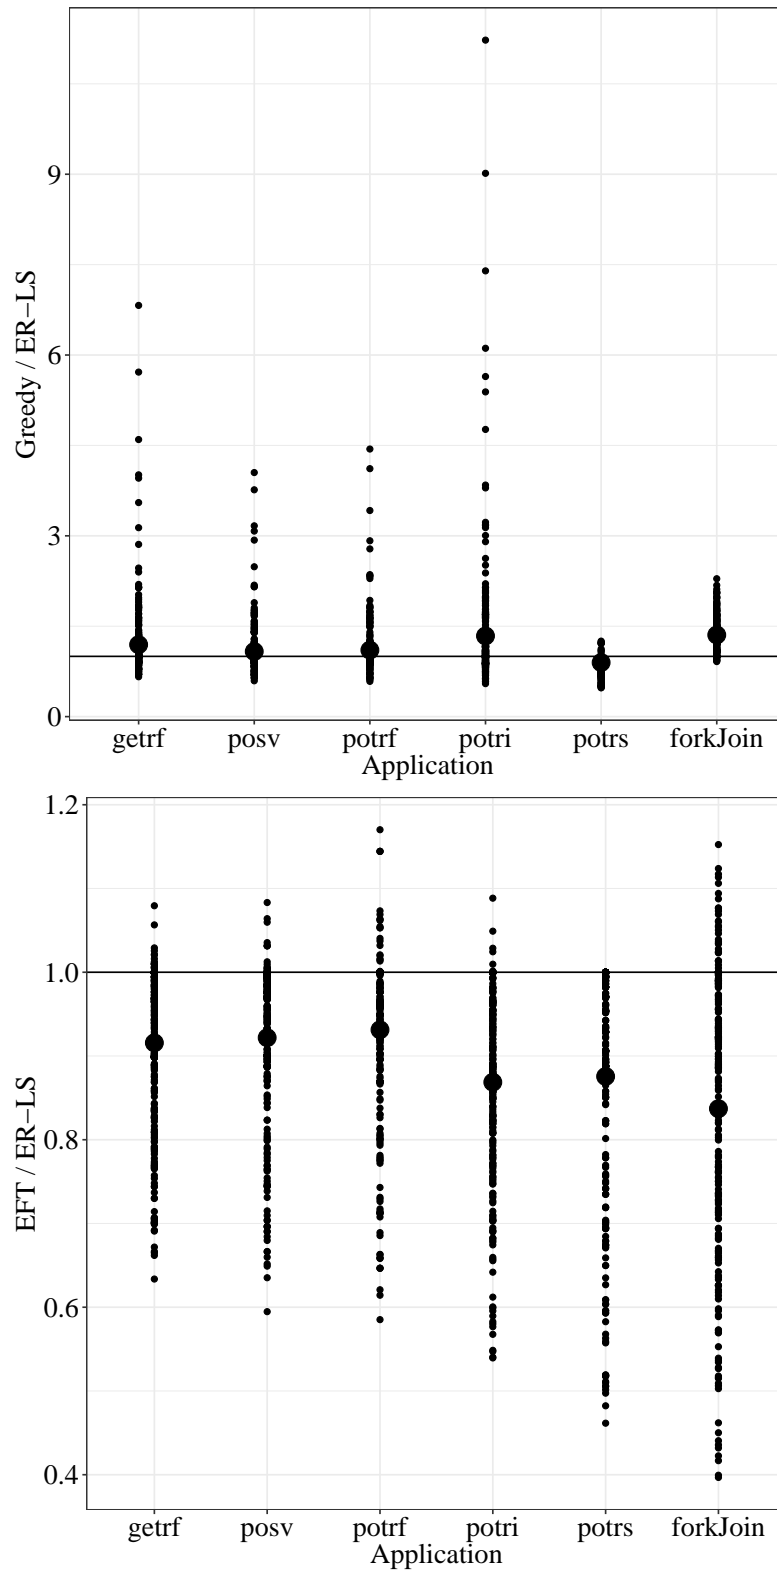 Greedy / ER−LS
9
6
3
0
getrf posv potrf potri potrs forkJoin
Application
EFT / ER−LS
1.2
1.0
0.8
0.6
0.4
getrf posv potrf potri potrs forkJoin
Application